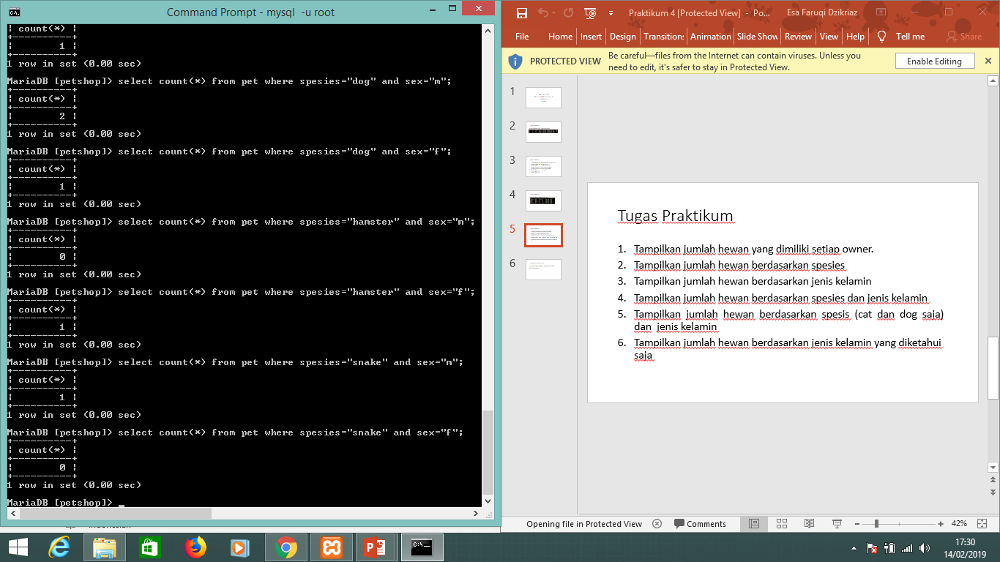 Command Prompt - mysql -u root
| count(*) |
+----------+
|        1 |
+----------+
1 row in set (0.00 sec)
MariaDB [petshop]> select count(*) from pet where spesies="dog" and sex="m";
+----------+
| count(*) |
+----------+
|        2 |
+----------+
1 row in set (0.00 sec)
MariaDB [petshop]> select count(*) from pet where spesies="dog" and sex="f";
+----------+
| count(*) |
+----------+
|        1 |
+----------+
1 row in set (0.00 sec)
MariaDB [petshop]> select count(*) from pet where spesies="hamster" and sex="m";
+----------+
| count(*) |
+----------+
|        0 |
+----------+
1 row in set (0.00 sec)
MariaDB [petshop]> select count(*) from pet where spesies="hamster" and sex="f";
+----------+
| count(*) |
+----------+
|        1 |
+----------+
1 row in set (0.00 sec)
MariaDB [petshop]> select count(*) from pet where spesies="snake" and sex="m";
+----------+
| count(*) |
+----------+
|        1 |
+----------+
1 row in set (0.00 sec)
MariaDB [petshop]> select count(*) from pet where spesies="snake" and sex="f";
+----------+
| count(*) |
+----------+
|        0 |
+----------+
1 row in set (0.00 sec)
MariaDB [petshop]> _
Praktikum 4 [Protected View] - Po... Esa Faruqi Dzikriaz
File Home Insert Design Transitions Animation Slide Show Review View Help Tell me Share
PROTECTED VIEW Be careful—files from the Internet can contain viruses. Unless you
need to edit, it's safer to stay in Protected View.
Enable Editing
1
2
3
4
5
6
Tugas Praktikum
1. Tampilkan jumlah hewan yang dimiliki setiap owner.
2. Tampilkan jumlah hewan berdasarkan spesies
3. Tampilkan jumlah hewan berdasarkan jenis kelamin
4. Tampilkan jumlah hewan berdasarkan spesies dan jenis kelamin
5. Tampilkan jumlah hewan berdasarkan spesis (cat dan dog saja)
dan jenis kelamin
6. Tampilkan jumlah hewan berdasarkan jenis kelamin yang diketahui
saja
Opening file in Protected View Comments 42%
17:30
14/02/2019